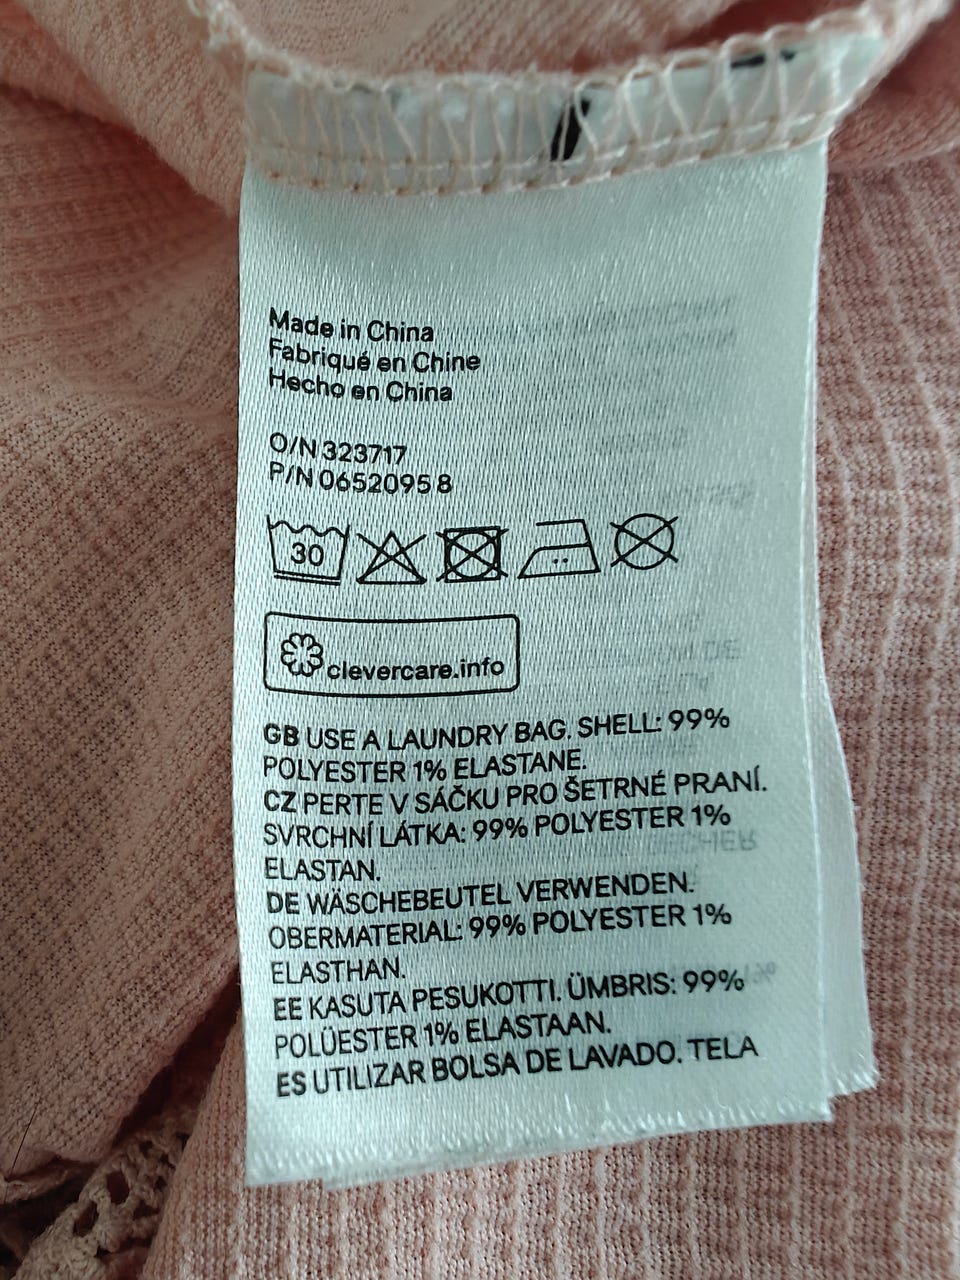 Made in China
Fabriqué en Chine
Hecho en China
O/N 323717
P/N 0652095 8
30
clevercare.info
GB USE A LAUNDRY BAG. SHELL: 99%
POLYESTER 1% ELASTANE.
CZ PERTE V SÁČKU PRO ŠETRNÉ PRANÍ.
SVRCHNÍ LÁTKA: 99% POLYESTER 1%
ELASTAN.
DE WÄSCHEBEUTEL VERWENDEN.
OBERMATERIAL: 99% POLYESTER 1%
ELASTHAN.
EE KASUTA PESUKOTTI. ÜMBRIS: 99%
POLÜESTER 1% ELASTAAN.
ES UTILIZAR BOLSA DE LAVADO. TELA